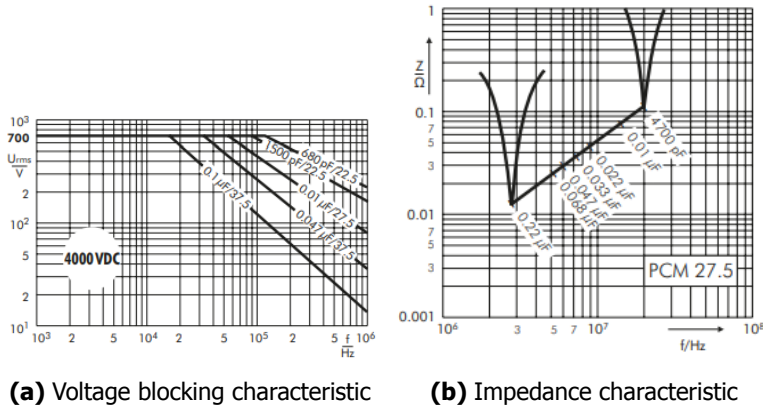 10³
700
Urms
V
2
10²
5
2
10¹
4000 VDC
680 pF/22.5
1500 pF/22.5
0.01 µF/27.5
0.047 µF/37.5
0.1 µF/37.5
10³ 2 5 10⁴ 2 5 10⁵ 2 f/Hz 5 10⁶
(a) Voltage blocking characteristic
1
Z
Ω
0.1
7
5
3
0.01
7
5
3
0.001
4700 pF
0.01 µF
0.022 µF
0.033 µF
0.047 µF
0.068 µF
0.22 µF
PCM 27.5
10⁶ 3 5 7 10⁷ 10⁸
f/Hz
(b) Impedance characteristic